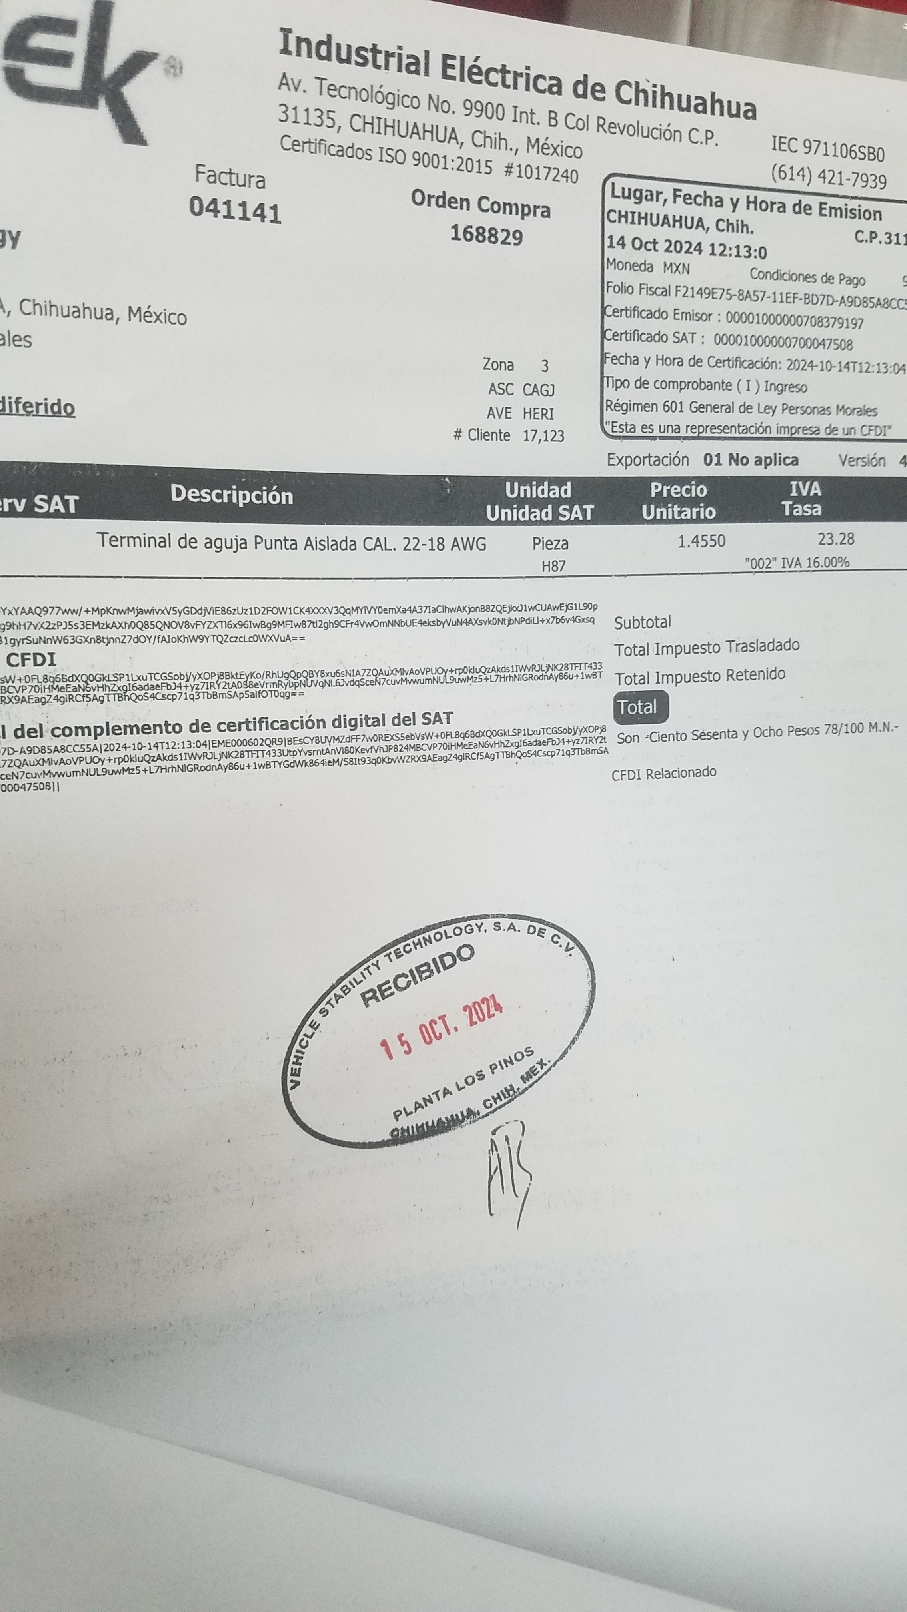 ek®
Industrial Eléctrica de Chihuahua
Av. Tecnológico No. 9900 Int. B Col Revolución C.P.
31135, CHIHUAHUA, Chih., México
Certificados ISO 9001:2015 #1017240
IEC 971106SB0
(614) 421-7939
Factura
041141
Orden Compra
168829
Lugar, Fecha y Hora de Emision
CHIHUAHUA, Chih.
C.P.311
14 Oct 2024 12:13:0
Moneda MXN
Condiciones de Pago
Folio Fiscal F2149E75-8A57-11EF-BD7D-A9D85A8CC5
Certificado Emisor : 00001000000708379197
Certificado SAT : 00001000000700047508
Fecha y Hora de Certificación: 2024-10-14T12:13:04
Tipo de comprobante ( I ) Ingreso
Régimen 601 General de Ley Personas Morales
"Esta es una representación impresa de un CFDI"
gy
A, Chihuahua, México
ales
diferido
Zona 3
ASC CAGJ
AVE HERI
# Cliente 17,123
Exportación 01 No aplica
Versión 4
erv SAT
Descripción
Unidad
Unidad SAT
Precio
Unitario
IVA
Tasa
Terminal de aguja Punta Aislada CAL. 22-18 AWG
Pieza
1.4550
23.28
H87
"002" IVA 16.00%
CFDI
l del complemento de certificación digital del SAT
00047508||
Subtotal
Total Impuesto Trasladado
Total Impuesto Retenido
Total
Son -Ciento Sesenta y Ocho Pesos 78/100 M.N.-
CFDI Relacionado
VEHICLE STABILITY TECHNOLOGY, S.A. DE C.V.
RECIBIDO
15 OCT. 2024
PLANTA LOS PINOS
CHIHUAHUA, CHIH. MEX.